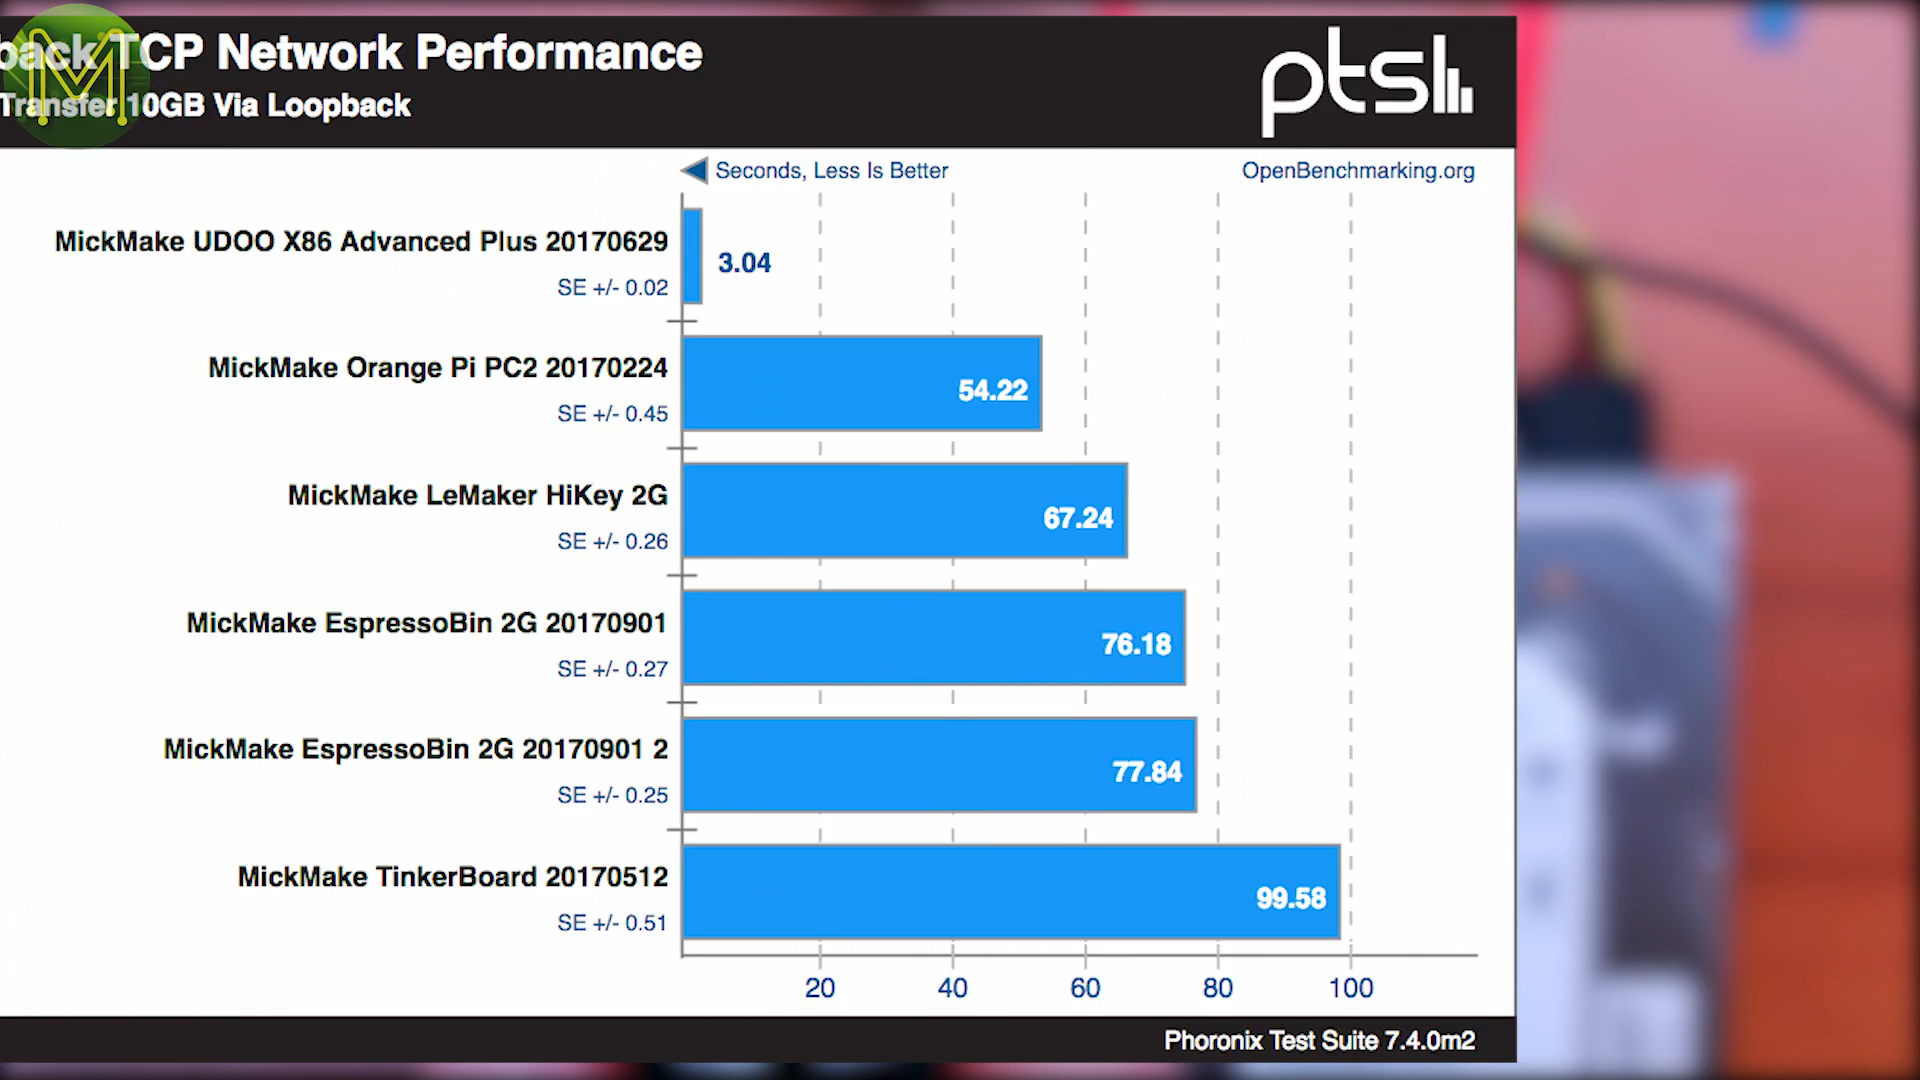 back TCP Network Performance
Transfer 10GB Via Loopback
pts
Seconds, Less Is Better
OpenBenchmarking.org
MickMake UDOO X86 Advanced Plus 20170629
SE +/- 0.02
3.04
MickMake Orange Pi PC2 20170224
SE +/- 0.45
54.22
MickMake LeMaker HiKey 2G
SE +/- 0.26
67.24
MickMake EspressoBin 2G 20170901
SE +/- 0.27
76.18
MickMake EspressoBin 2G 20170901 2
SE +/- 0.25
77.84
MickMake TinkerBoard 20170512
SE +/- 0.51
99.58
20 40 60 80 100
Phoronix Test Suite 7.4.0m2